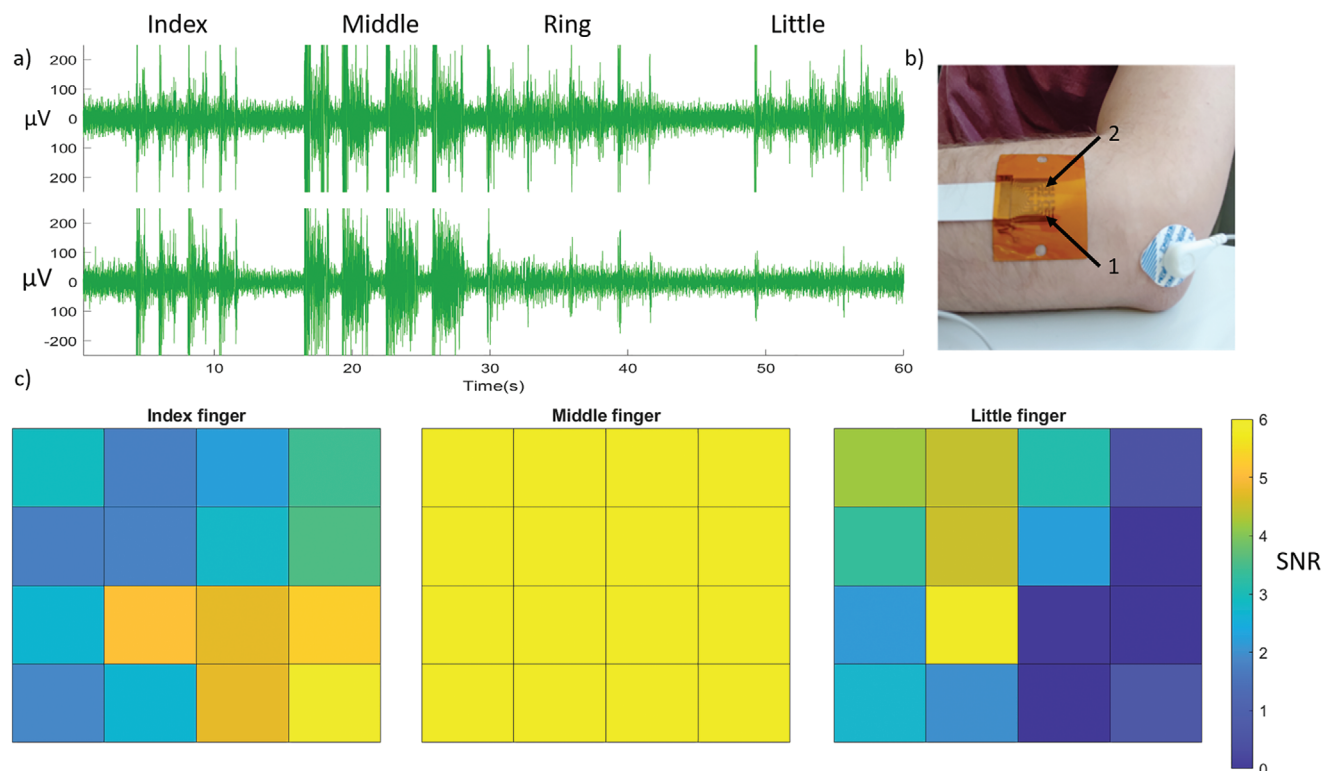 Index Middle Ring Little
a)
b)
200
100
µV
0
100
200
2
1
200
100
µV
0
-100
-200
10 20 30 40 50 60
Time(s)
c)
Index finger Middle finger Little finger
6
5
4
SNR
3
2
1
0